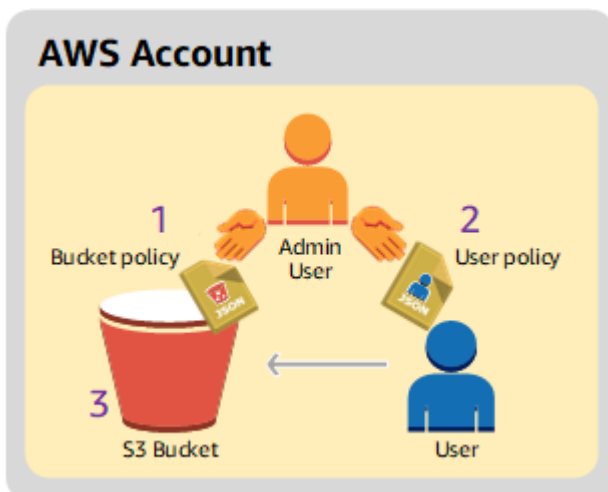 AWS Account
1
2
Admin
User
Bucket policy
User policy
JSON
JSON
3
S3 Bucket
User